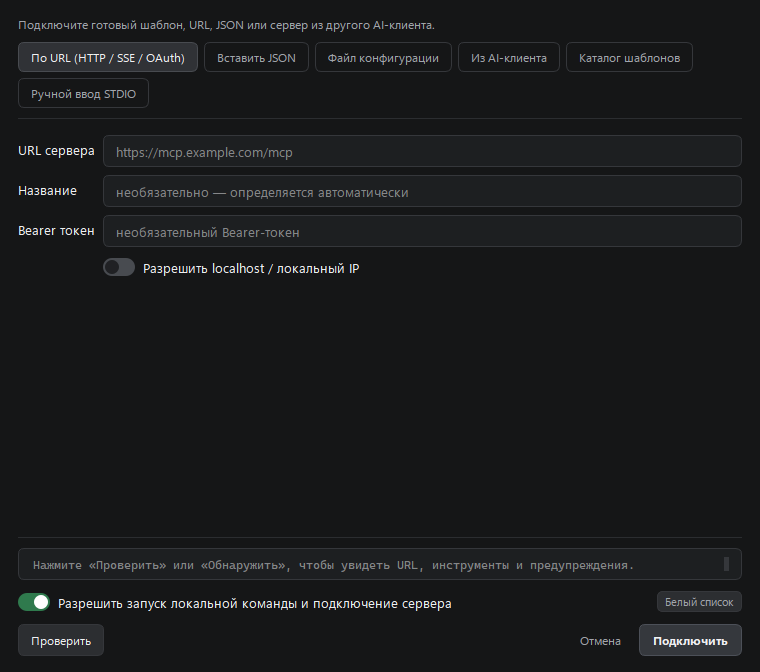 Подключите готовый шаблон, URL, JSON или сервер из другого AI-клиента.
По URL (HTTP / SSE / OAuth)
Вставить JSON
Файл конфигурации
Из AI-клиента
Каталог шаблонов
Ручной ввод STDIO
URL сервера
https://mcp.example.com/mcp
Название
необязательно — определяется автоматически
Bearer токен
необязательный Bearer-токен
Разрешить localhost / локальный IP
Нажмите «Проверить» или «Обнаружить», чтобы увидеть URL, инструменты и предупреждения.
Разрешить запуск локальной команды и подключение сервера
Белый список
Проверить
Отмена
Подключить